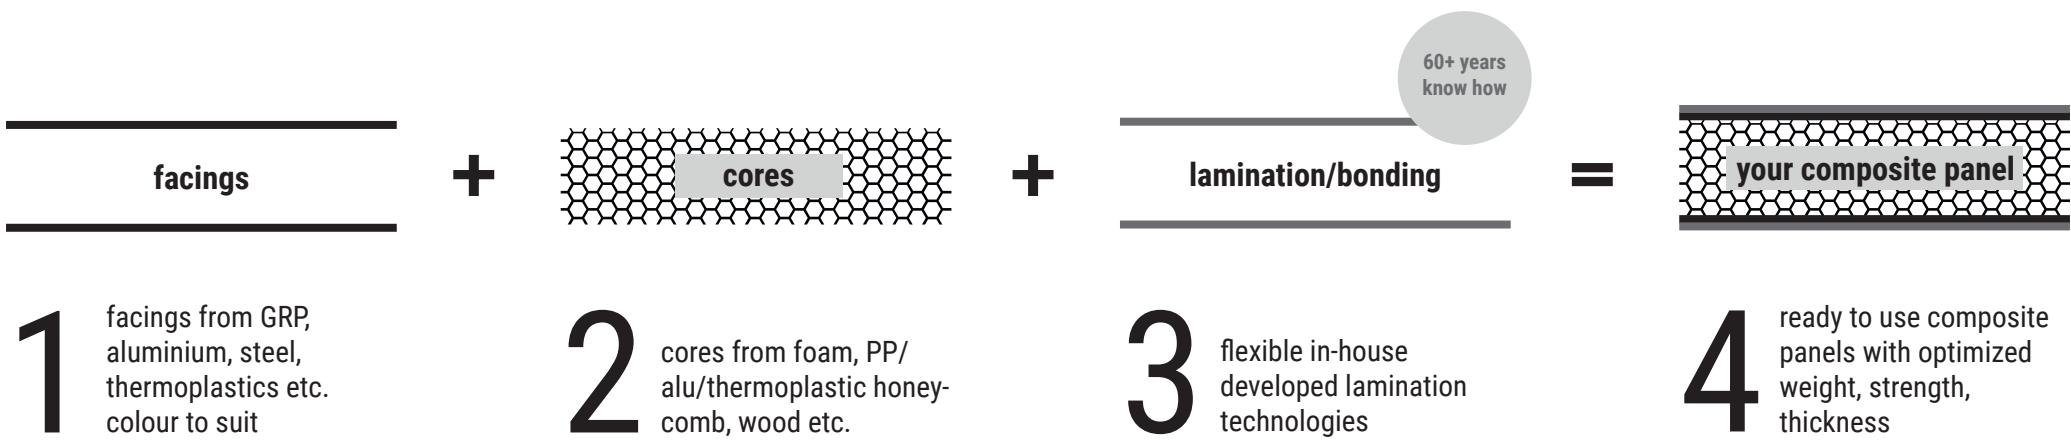 60+ years
know how
facings
+
cores
+
lamination/bonding
=
your composite panel
1
facings from GRP,
aluminium, steel,
thermoplastics etc.
colour to suit
2
cores from foam, PP/
alu/thermoplastic honey-
comb, wood etc.
3
flexible in-house
developed lamination
technologies
4
ready to use composite
panels with optimized
weight, strength,
thickness